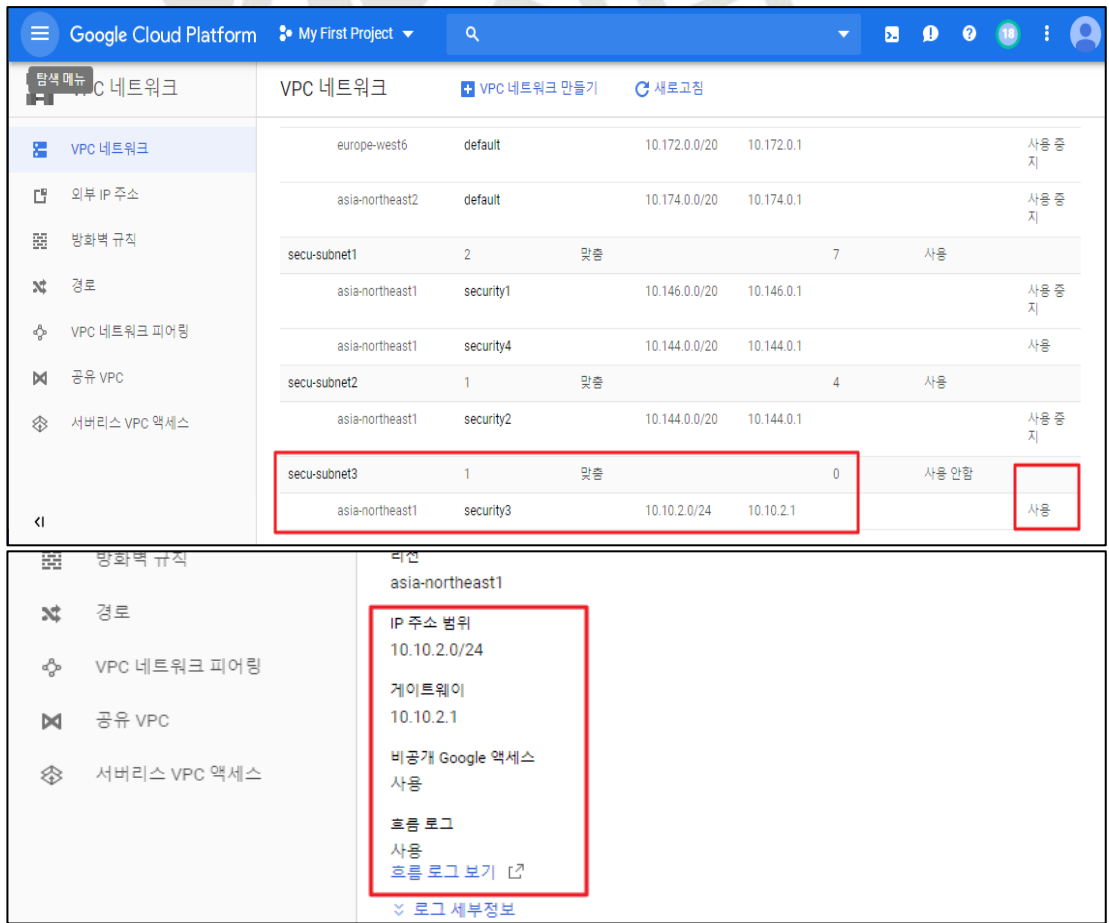 Google Cloud Platform My First Project 18
탐색 메뉴 C 네트워크 VPC 네트워크 VPC 네트워크 만들기 새로고침
VPC 네트워크
외부 IP 주소
방화벽 규칙
경로
VPC 네트워크 피어링
공유 VPC
서버리스 VPC 액세스
europe-west6 default 10.172.0.0/20 10.172.0.1 사용 중
지
asia-northeast2 default 10.174.0.0/20 10.174.0.1 사용 중
지
secu-subnet1 2 맞춤 7 사용
asia-northeast1 security1 10.146.0.0/20 10.146.0.1 사용 중
지
asia-northeast1 security4 10.144.0.0/20 10.144.0.1 사용
secu-subnet2 1 맞춤 4 사용
asia-northeast1 security2 10.144.0.0/20 10.144.0.1 사용 중
지
secu-subnet3 1 맞춤 0 사용 안함
asia-northeast1 security3 10.10.2.0/24 10.10.2.1 사용
방화벽 규칙
경로
VPC 네트워크 피어링
공유 VPC
서버리스 VPC 액세스
리전
asia-northeast1
IP 주소 범위
10.10.2.0/24
게이트웨이
10.10.2.1
비공개 Google 액세스
사용
흐름 로그
사용
흐름 로그 보기
로그 세부정보